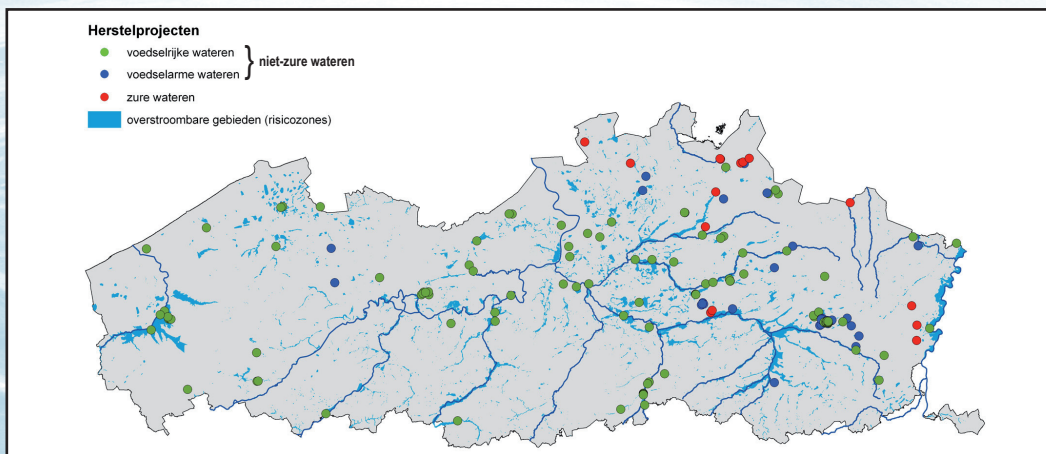 Herstelprojecten
voedselrijke wateren
niet-zure wateren
voedselarme wateren
zure wateren
overstroombare gebieden (risicozones)